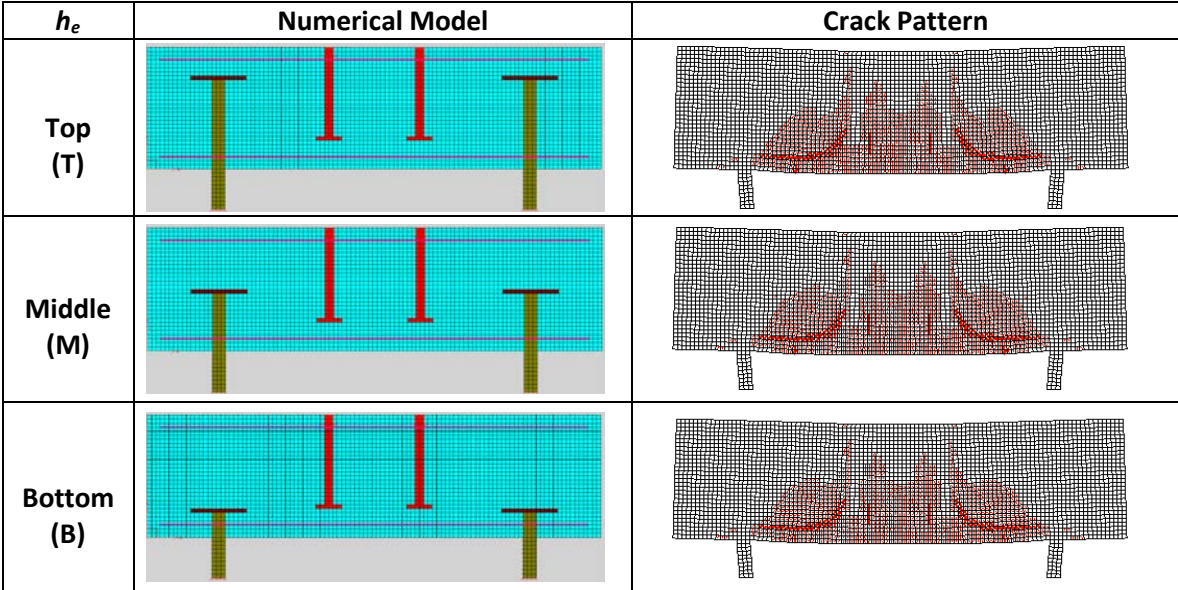 hₑ
Numerical Model
Crack Pattern
Top
(T)
Middle
(M)
Bottom
(B)